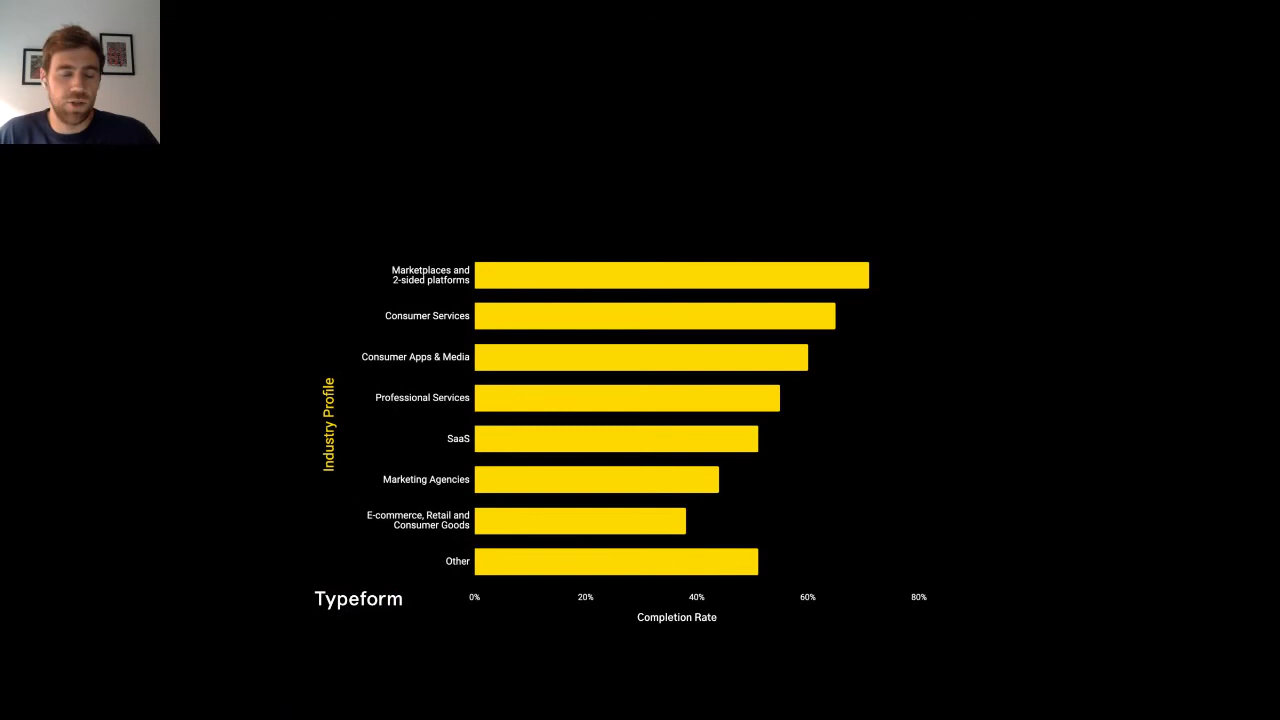 Marketplaces and
2-sided platforms
Consumer Services
Consumer Apps & Media
Professional Services
SaaS
Marketing Agencies
E-commerce, Retail and
Consumer Goods
Other
Industry Profile
Typeform
0%
20%
40%
60%
80%
Completion Rate